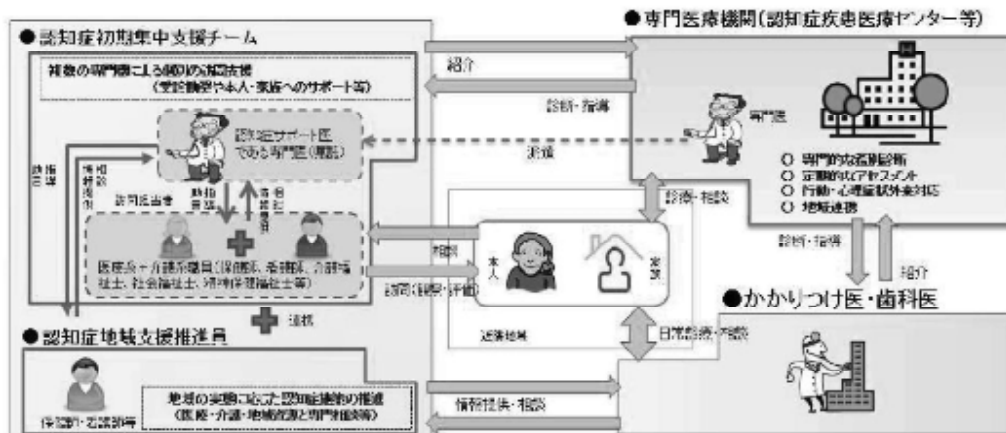 ●認知症初期集中支援チーム
複数の専門職による個別の訪問支援
(受診勧奨や本人・家族へのサポート等)
認知症サポート医
である専門医(嘱託)
訪問担当者
医療系+介護系職員(保健師、看護師、介護福
祉士、社会福祉士、精神保健福祉士等)
連携
●認知症地域支援推進員
保健師・看護師等
地域の実態に応じた認知症施策の推進
(医療・介護・地域資源と専門相談等)
紹介
診断・指導
派遣
相談
訪問(観察・評価)
本人
家族
近隣地域
診療・相談
日常診療・相談
情報提供・相談
●専門医療機関(認知症疾患医療センター等)
専門医
○ 専門的な鑑別診断
○ 定期的なアセスメント
○ 行動・心理症状外来対応
○ 地域連携
診断・指導
紹介
●かかりつけ医・歯科医